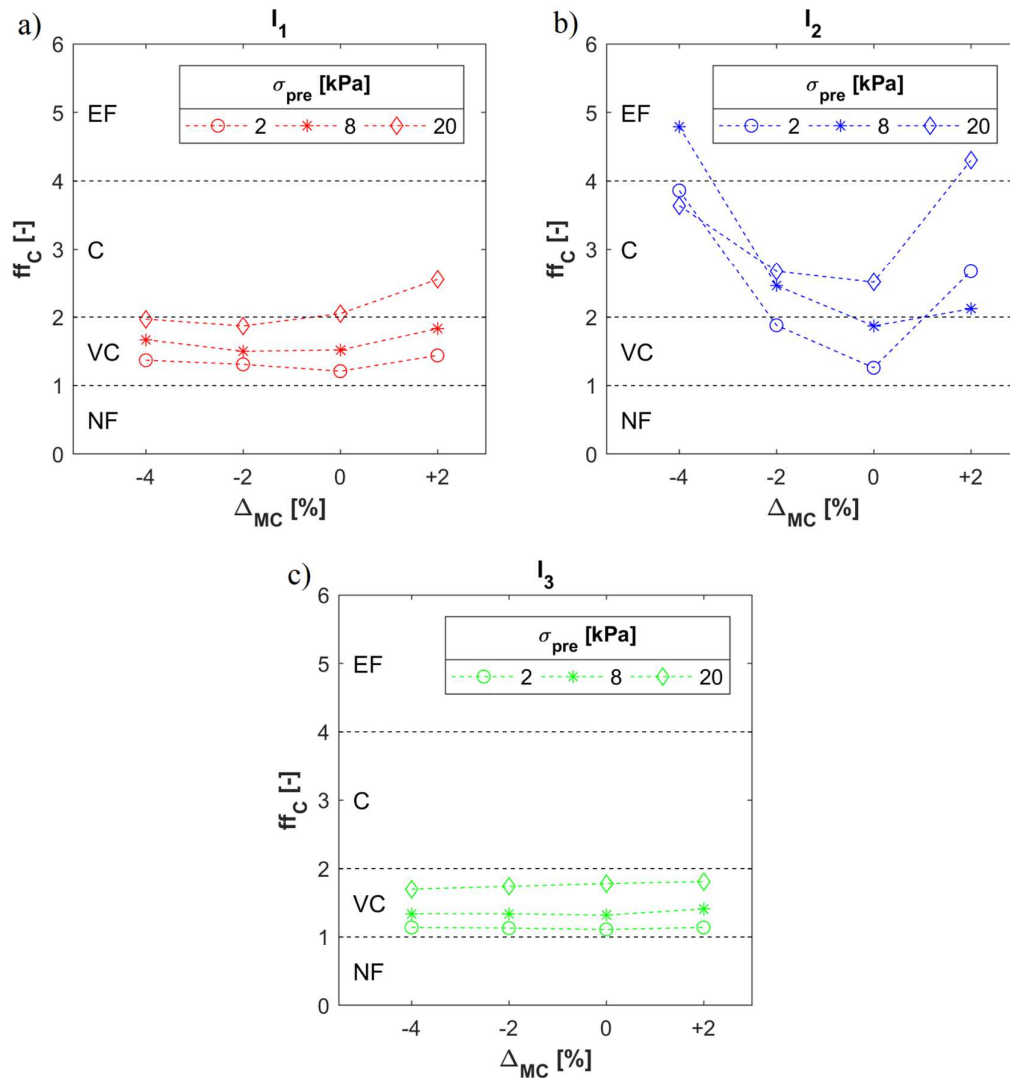 a)
I1
6
5
4
3
2
1
0
ffC [-]
EF
C
VC
NF
σpre [kPa]
2 8 20
-4 -2 0 +2
ΔMC [%]
b)
I2
6
5
4
3
2
1
0
ffC [-]
EF
C
VC
NF
σpre [kPa]
2 8 20
-4 -2 0 +2
ΔMC [%]
c)
I3
6
5
4
3
2
1
0
ffC [-]
EF
C
VC
NF
σpre [kPa]
2 8 20
-4 -2 0 +2
ΔMC [%]